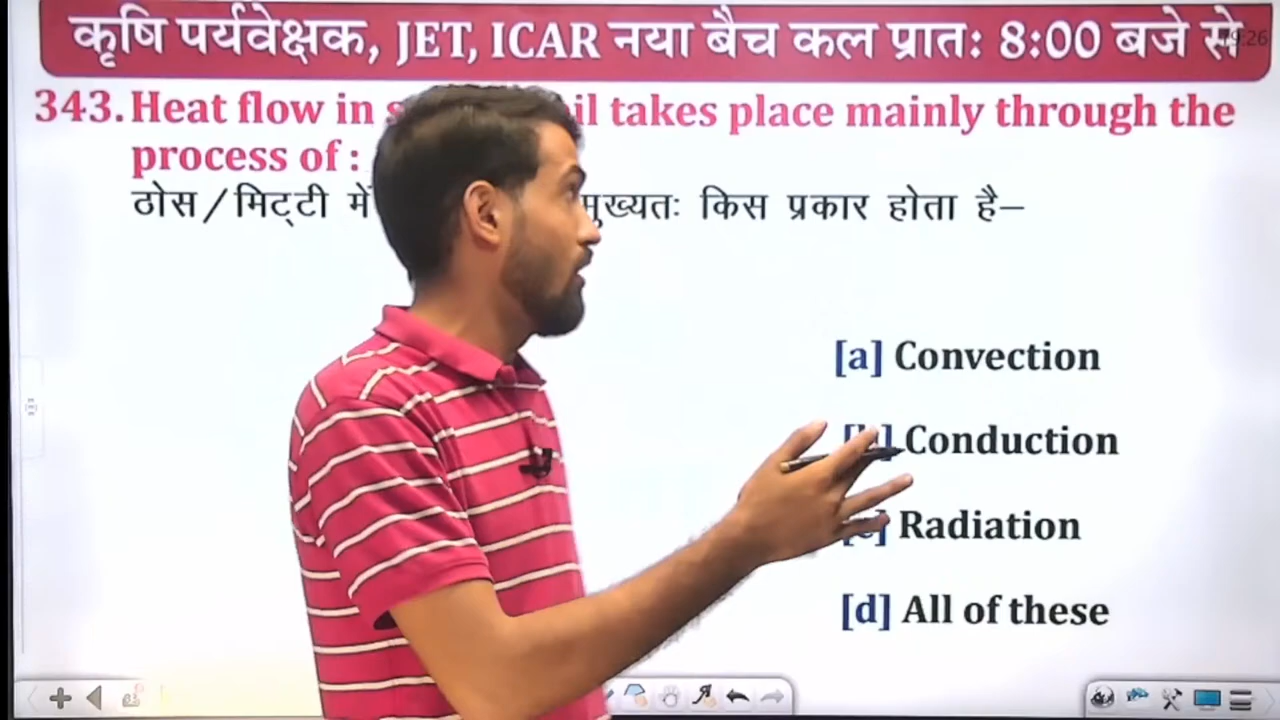 कृषि पर्यवेक्षक, JET, ICAR नया बैच कल प्रातः 8:00 बजे से
343. Heat flow in takes place mainly through the
process of :
ठोस/मिट्टी में मुख्यतः किस प्रकार होता है–
[a] Convection
[b] Conduction
[c] Radiation
[d] All of these